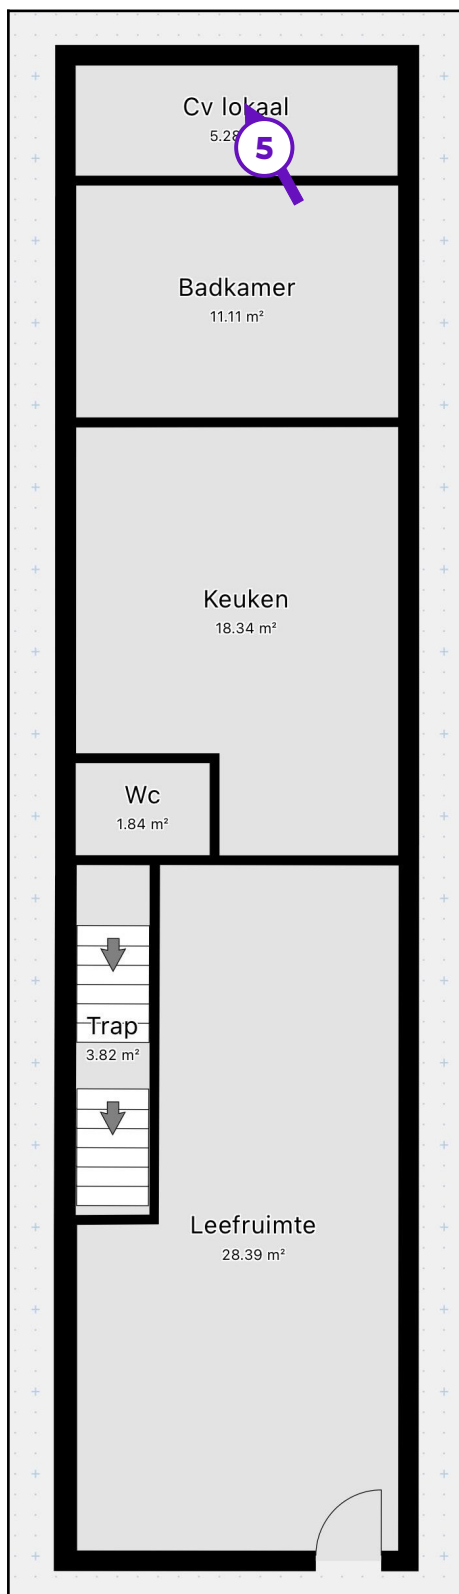 Cv lokaal
5.28
5
Badkamer
11.11 m²
Keuken
18.34 m²
Wc
1.84 m²
Trap
3.82 m²
Leefruimte
28.39 m²